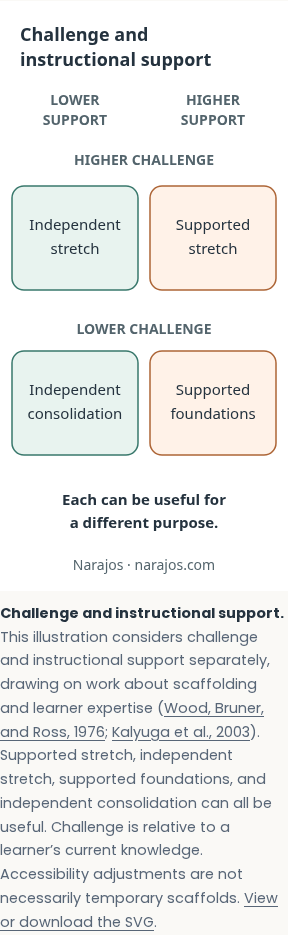 Challenge and
instructional support
LOWER
SUPPORT
HIGHER
SUPPORT
HIGHER CHALLENGE
Independent
stretch
Supported
stretch
LOWER CHALLENGE
Independent
consolidation
Supported
foundations
Each can be useful for
a different purpose.
Narajos · narajos.com
Challenge and instructional support.
This illustration considers challenge
and instructional support separately,
drawing on work about scaffolding
and learner expertise (Wood, Bruner,
and Ross, 1976; Kalyuga et al., 2003).
Supported stretch, independent
stretch, supported foundations, and
independent consolidation can all be
useful. Challenge is relative to a
learner’s current knowledge.
Accessibility adjustments are not
necessarily temporary scaffolds. View
or download the SVG.